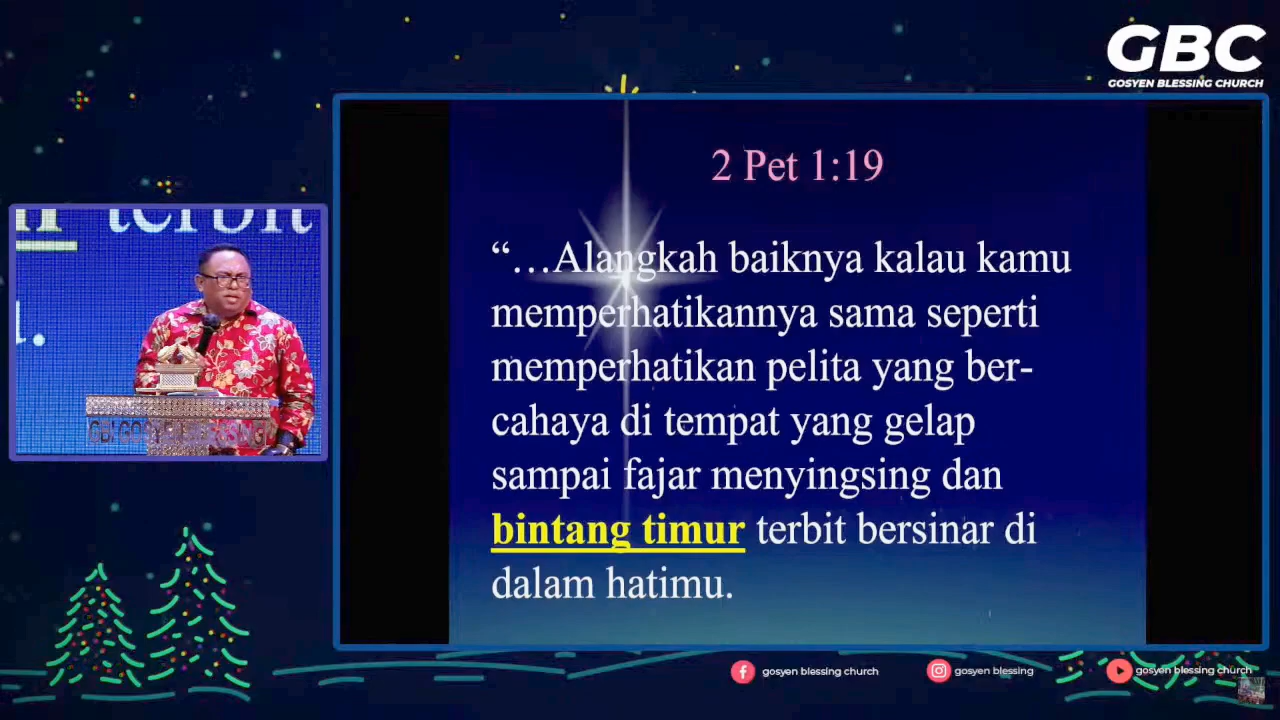 GBC
GOSYEN BLESSING CHURCH
terbit
2 Pet 1:19
“…Alangkah baiknya kalau kamu
memperhatikannya sama seperti
memperhatikan pelita yang ber-
cahaya di tempat yang gelap
sampai fajar menyingsing dan
bintang timur terbit bersinar di
dalam hatimu.
gosyen blessing church
gosyen blessing
gosyen blessing church